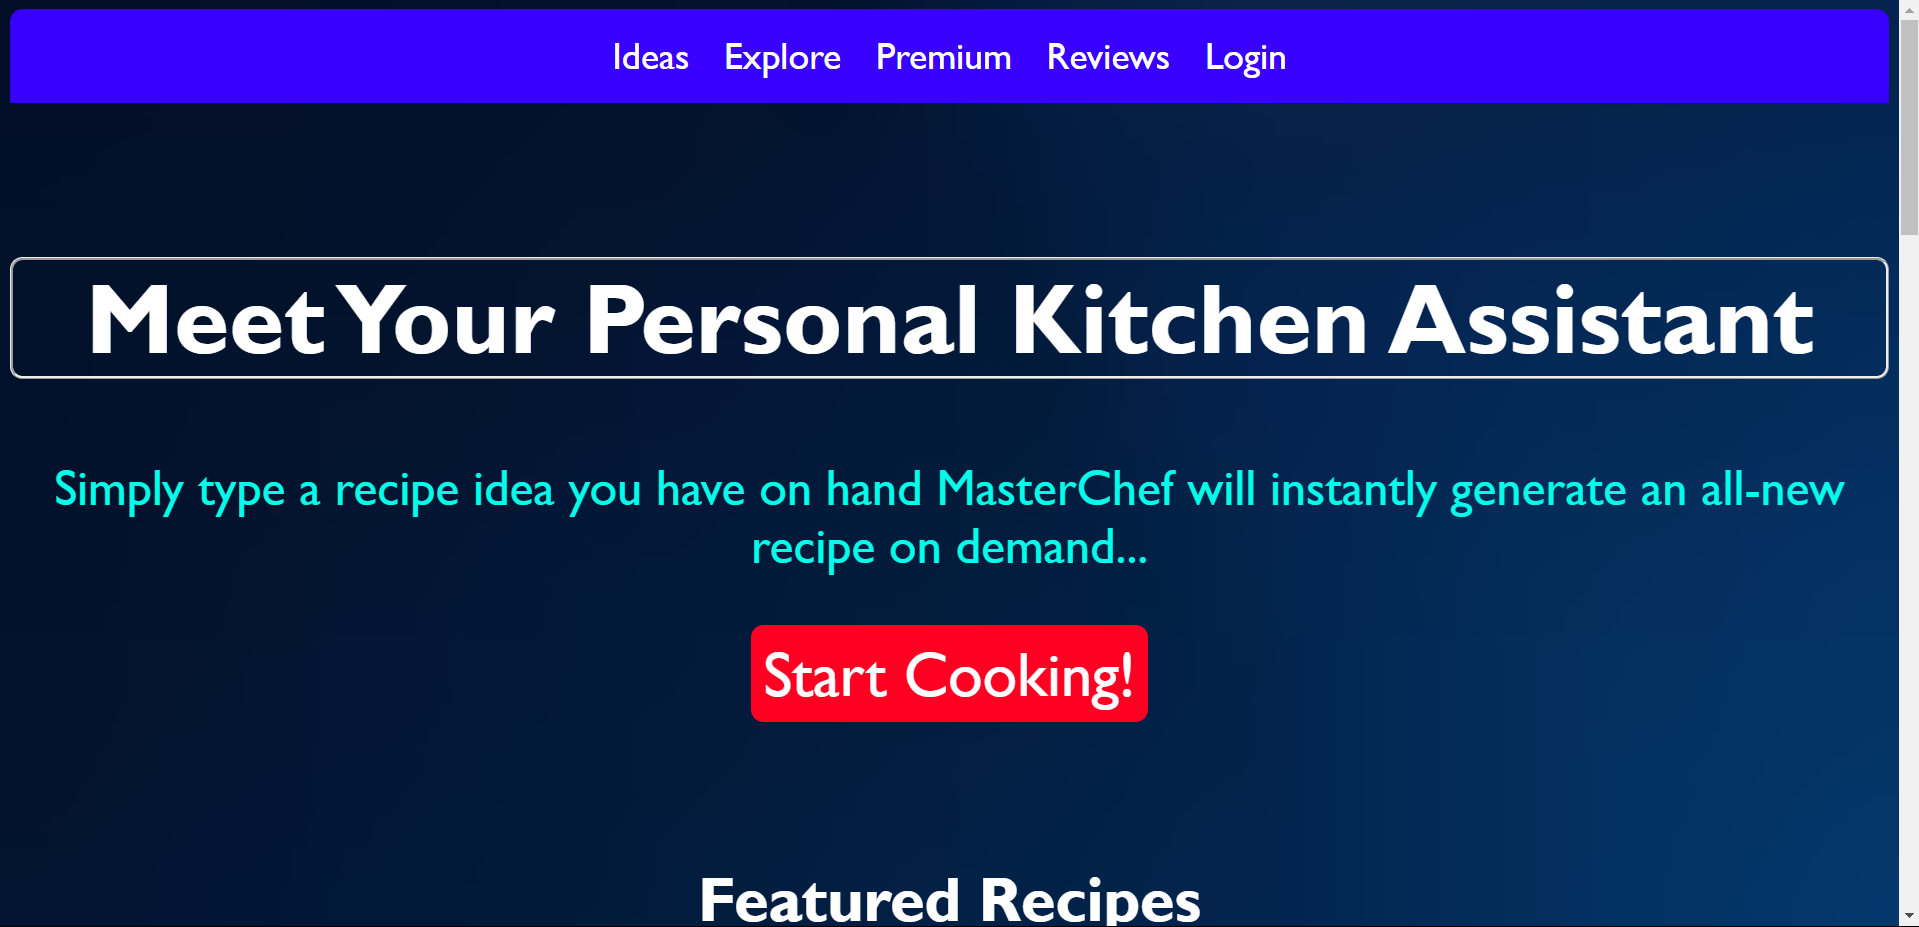 Ideas Explore Premium Reviews Login
Meet Your Personal Kitchen Assistant
Simply type a recipe idea you have on hand MasterChef will instantly generate an all-new
recipe on demand...
Start Cooking!
Featured Recipes